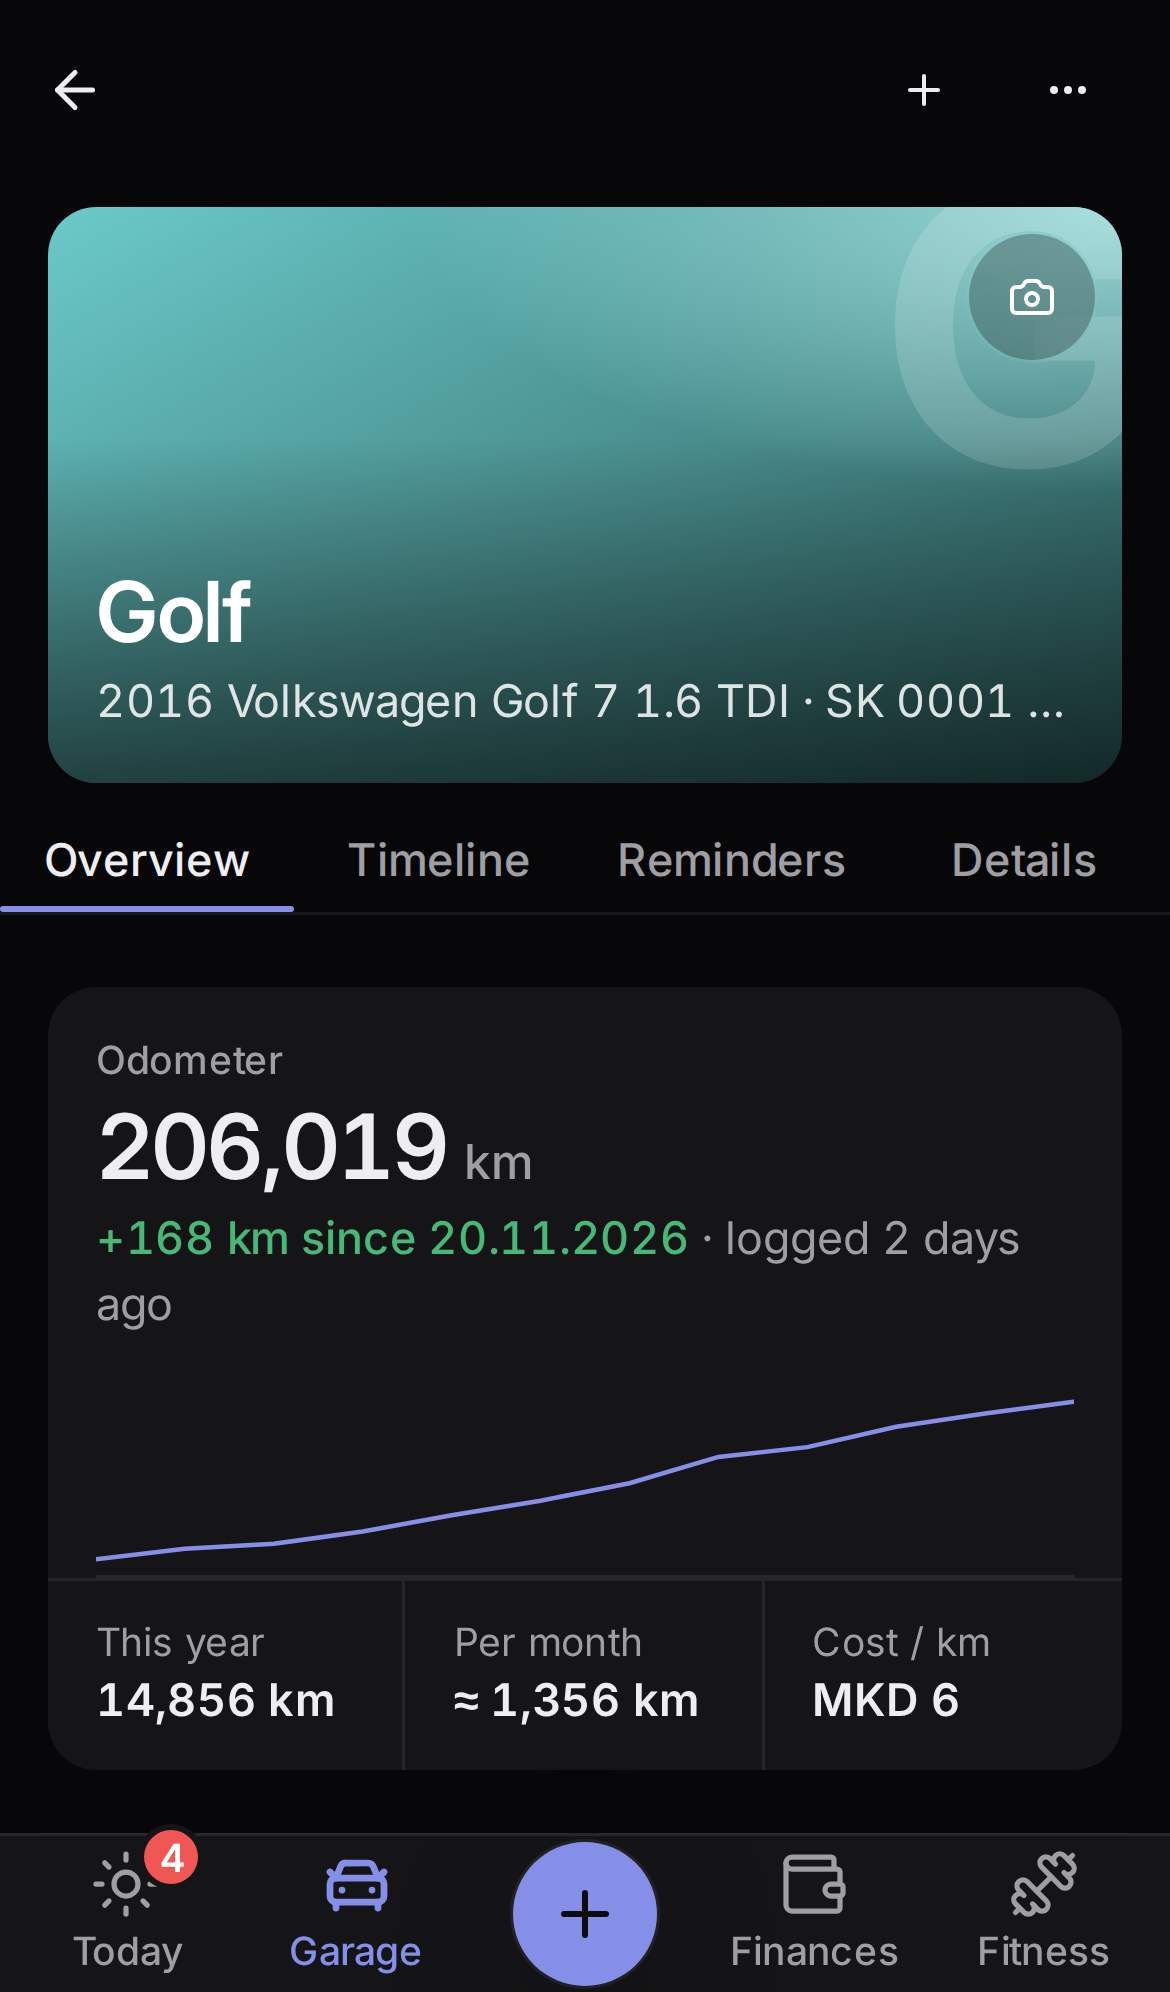 Golf
2016 Volkswagen Golf 7 1.6 TDI · SK 0001 ...
Overview
Timeline
Reminders
Details
Odometer
206,019 km
+168 km since 20.11.2026 · logged 2 days
ago
This year
Per month
Cost / km
14,856 km
≈ 1,356 km
MKD 6
4
Today
Garage
Finances
Fitness